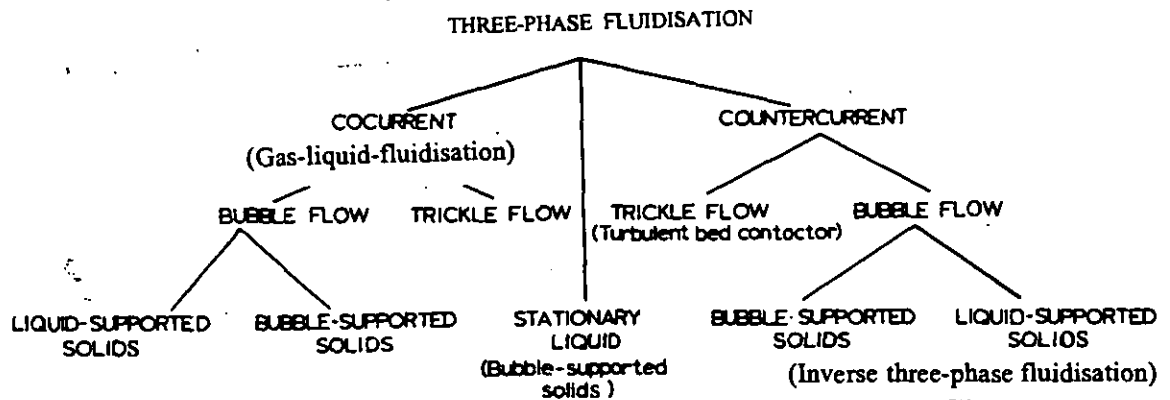 THREE-PHASE FLUIDISATION
COCURRENT
(Gas-liquid-fluidisation)
COUNTERCURRENT
BUBBLE FLOW
TRICKLE FLOW
TRICKLE FLOW
(Turbulent bed contoctor)
BUBBLE FLOW
LIQUID-SUPPORTED
SOLIDS
BUBBLE-SUPPORTED
SOLIDS
STATIONARY
LIQUID
(Bubble-supported
solids)
BUBBLE-SUPPORTED
SOLIDS
LIQUID-SUPPORTED
SOLIOS
(Inverse three-phase fluidisation)